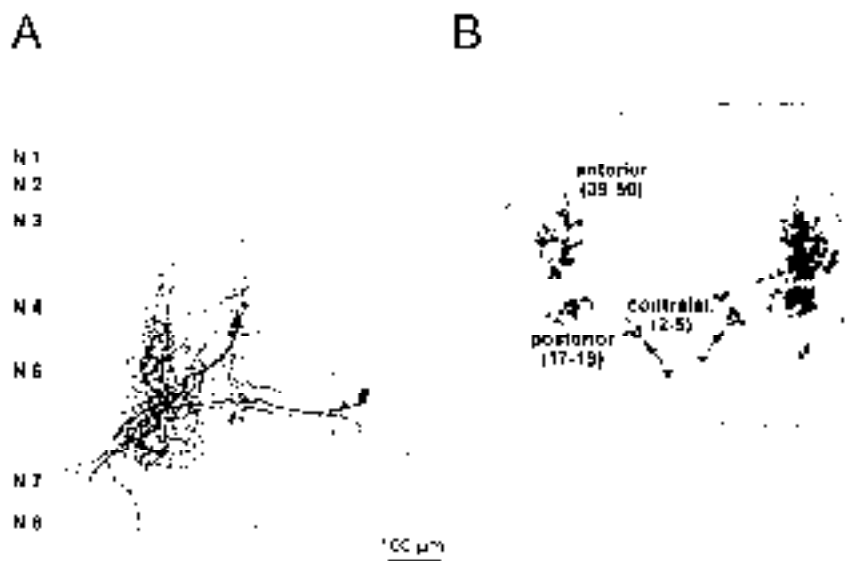 A
B
N 1
N 2
N 3
N 4
N 6
N 7
N 8
anterior
(39-50)
contralat.
(2-5)
posterior
(17-19)
100 µm